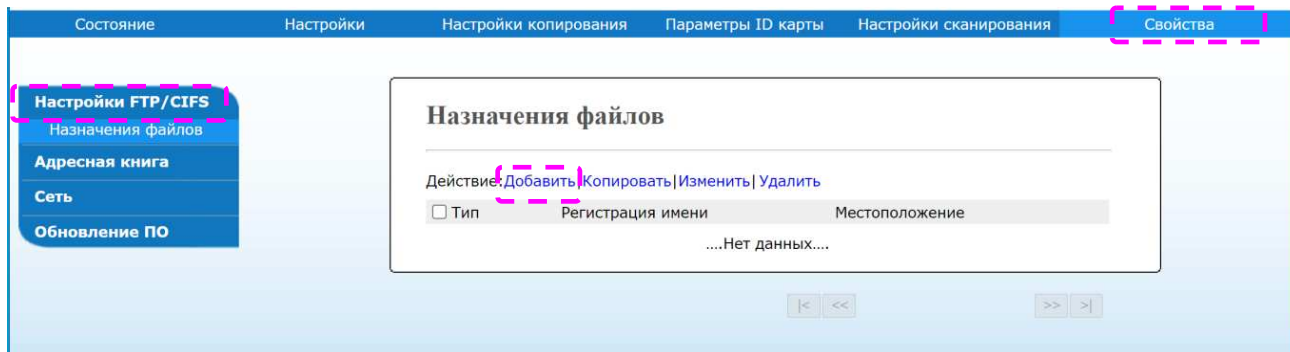 Состояние Настройки Настройки копирования Параметры ID карты Настройки сканирования Свойства
Настройки FTP/CIFS
Назначения файлов
Адресная книга
Сеть
Обновление ПО
Назначения файлов
Действие:Добавить|Копировать|Изменить|Удалить
Тип Регистрация имени Местоположение
....Нет данных....
|< << >> >|